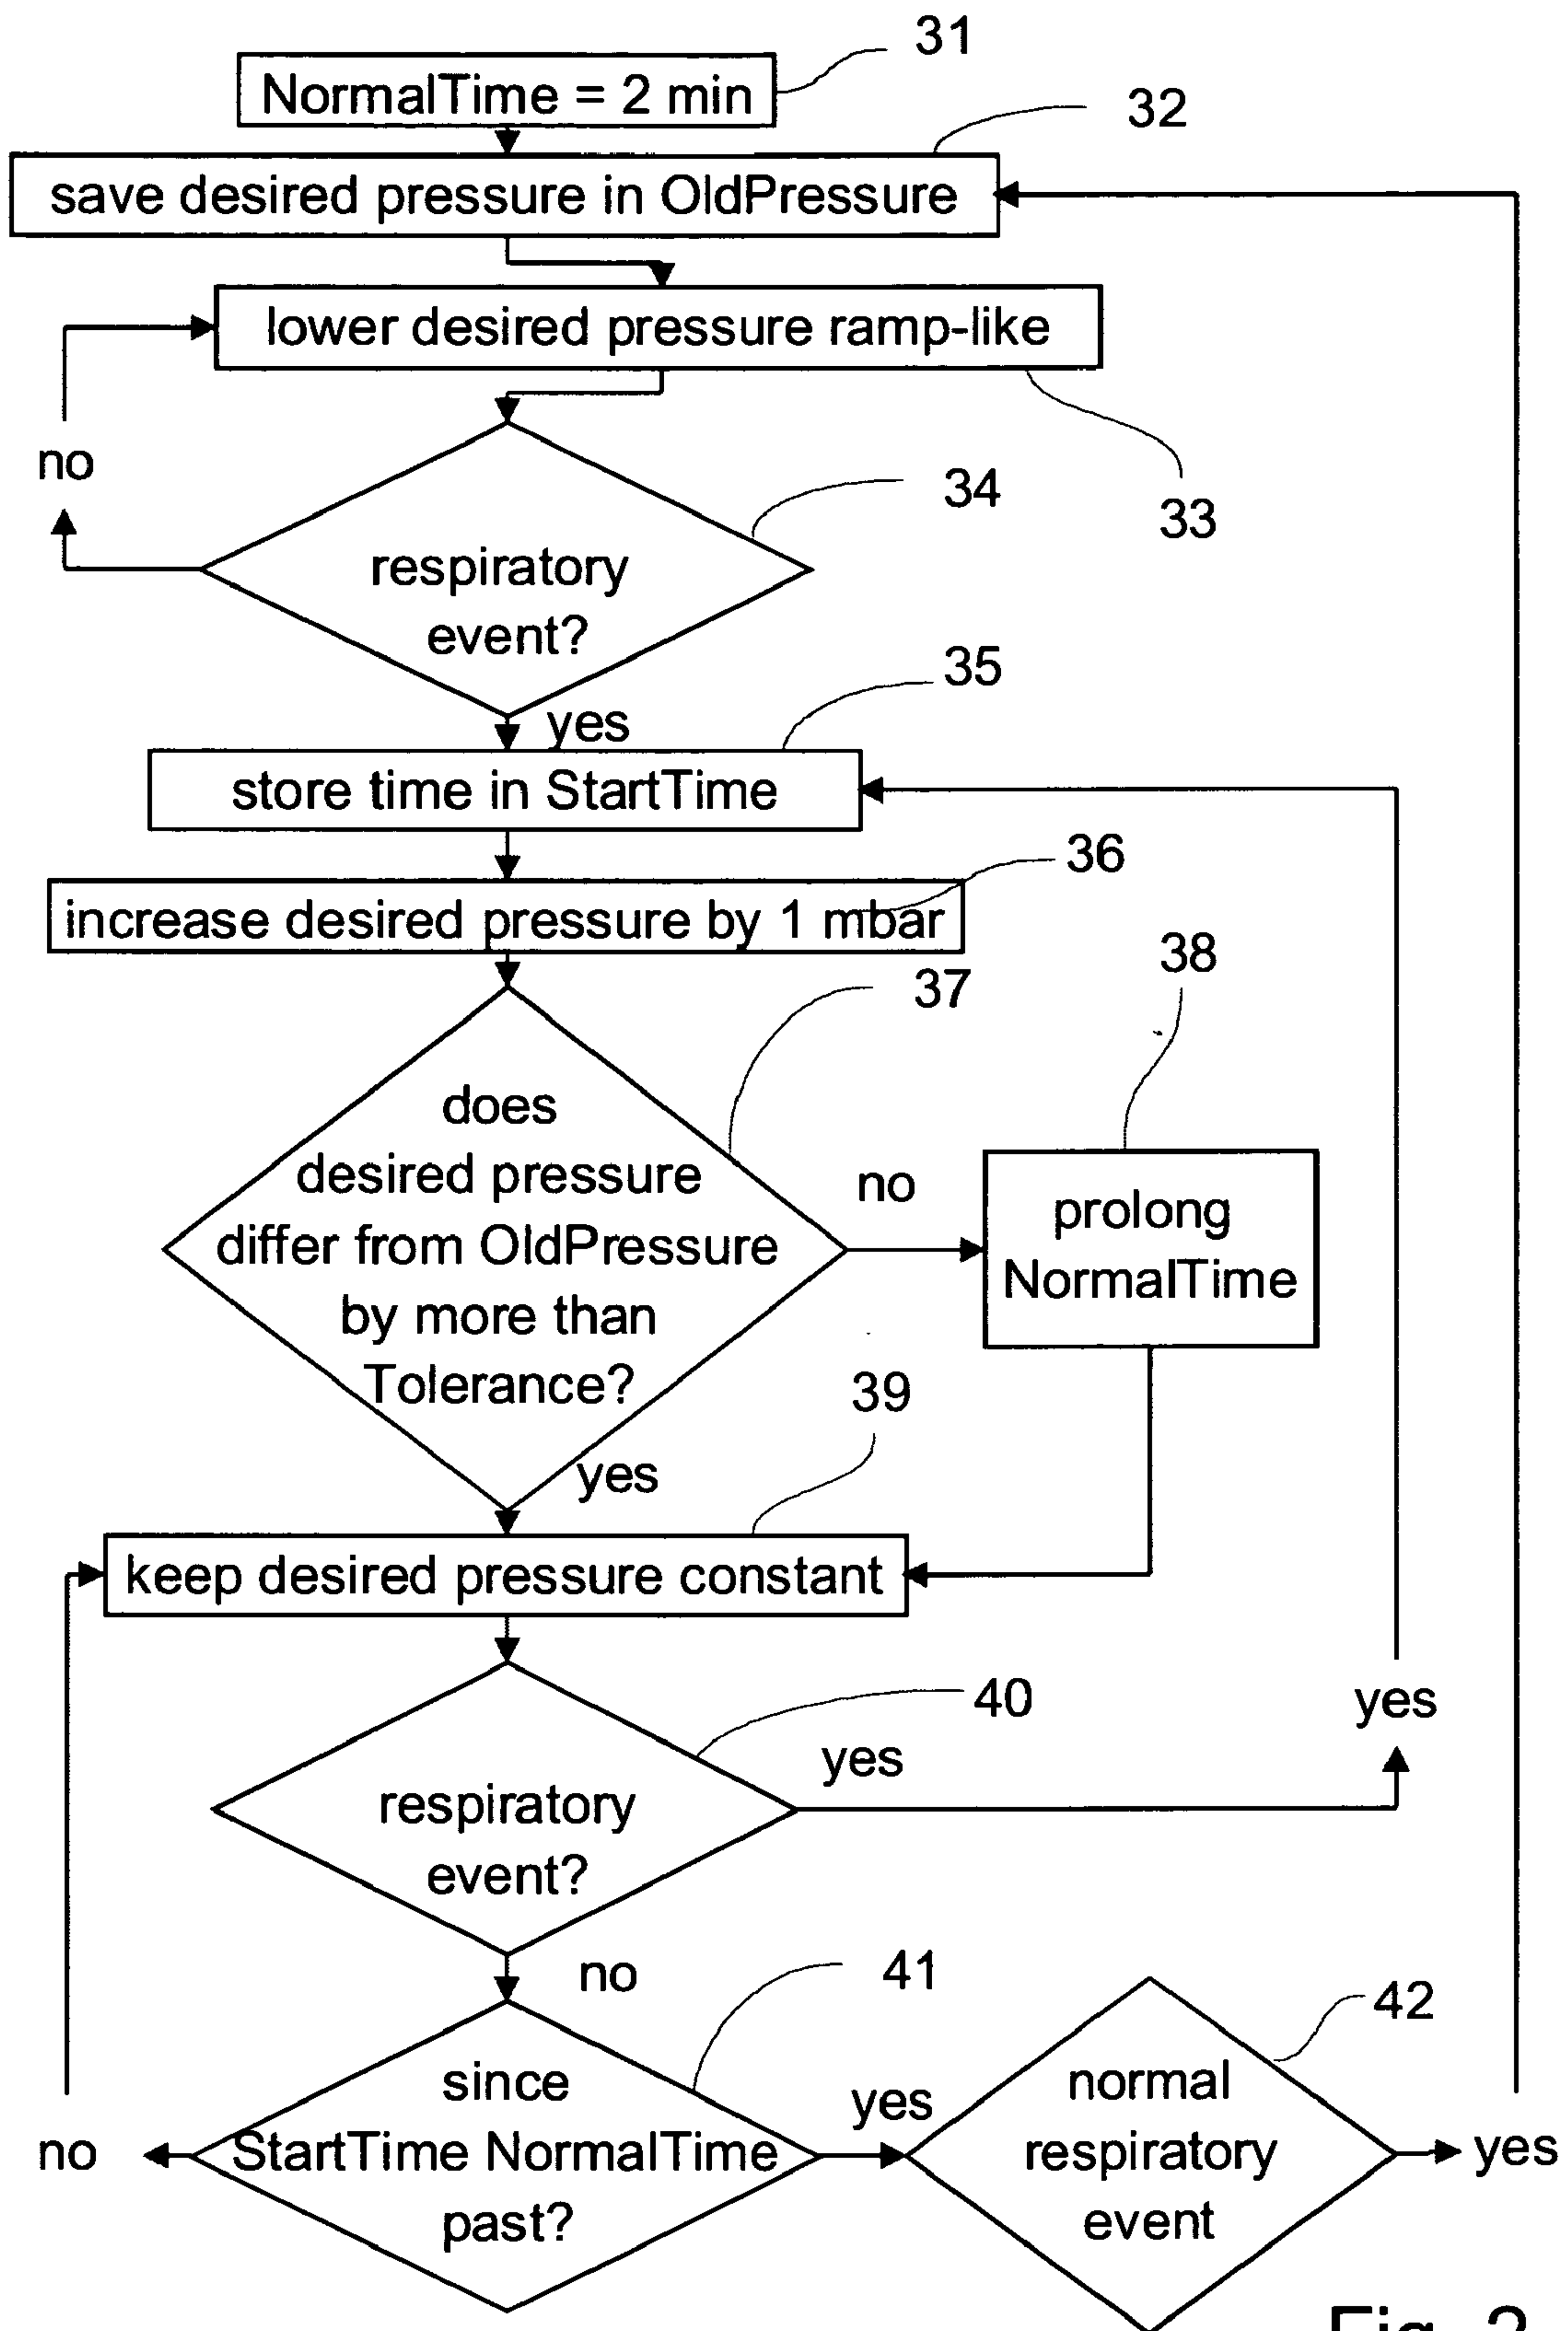 31
NormalTime = 2 min
32
save desired pressure in OldPressure
lower desired pressure ramp-like
no
34
33
respiratory
event?
35
yes
store time in StartTime
36
increase desired pressure by 1 mbar
38
37
does
desired pressure
no
differ from OldPressure
prolong
NormalTime
by more than
Tolerance?
39
yes
keep desired pressure constant
40
yes
yes
respiratory
event?
no
41
42
since
normal
yes
no
StartTime NormalTime
respiratory
yes
past?
event
Fig. 2